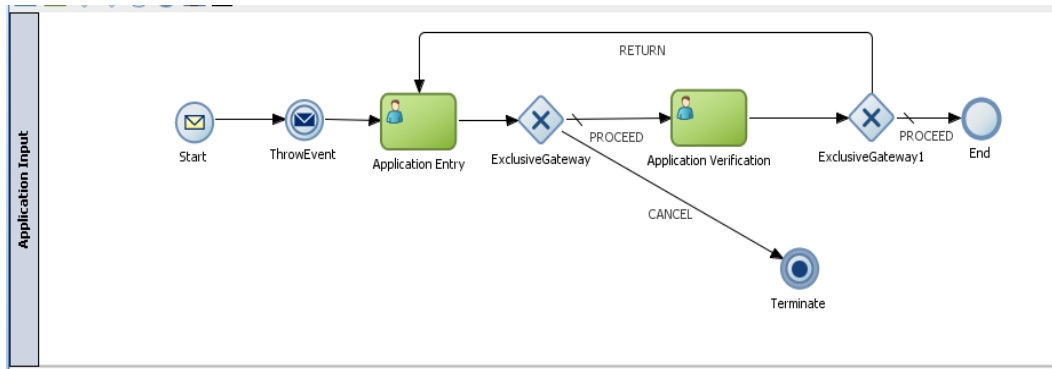 Application Input
RETURN
Start
ThrowEvent
Application Entry
ExclusiveGateway
PROCEED
Application Verification
ExclusiveGateway1
PROCEED
End
CANCEL
Terminate